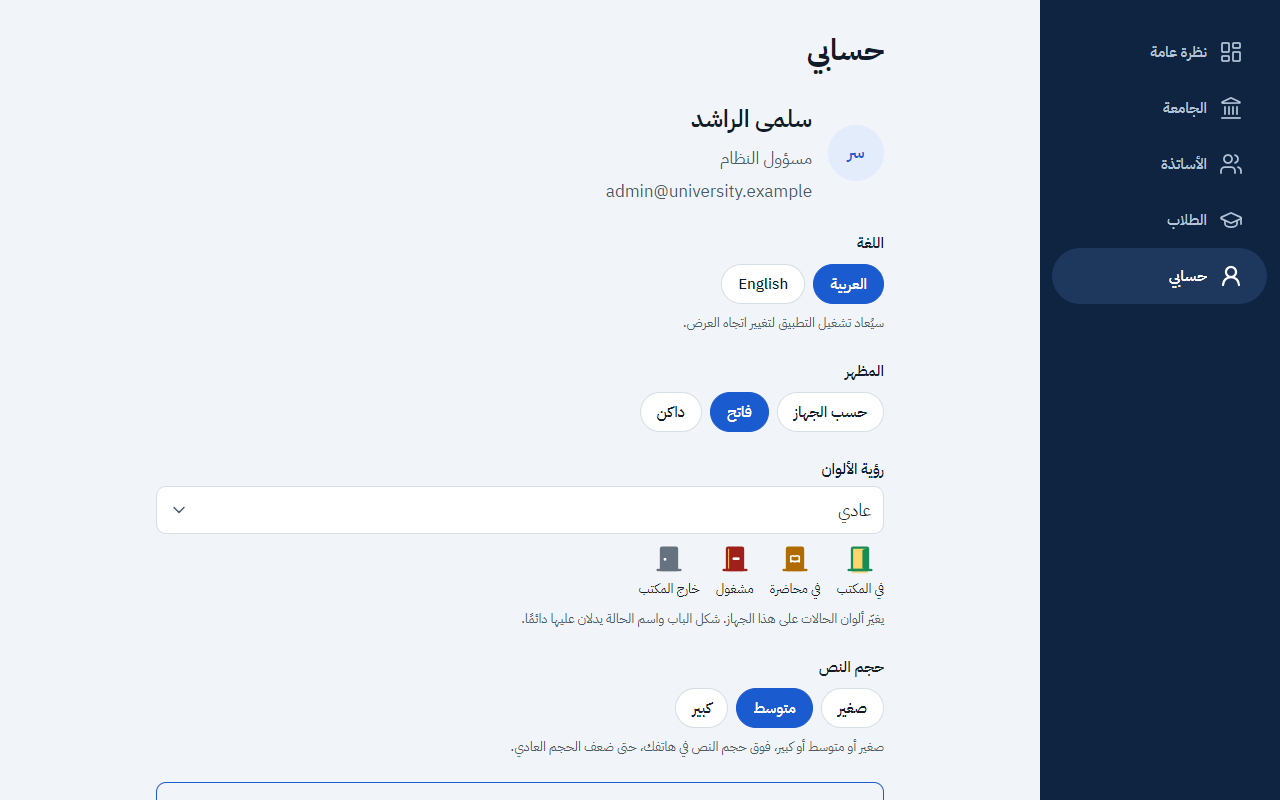 نظرة عامة
الجامعة
الأساتذة
الطلاب
حسابي
حسابي
سر
سلمى الراشد
مسؤول النظام
admin@university.example
اللغة
العربية
English
سيُعاد تشغيل التطبيق لتغيير اتجاه العرض.
المظهر
حسب الجهاز
فاتح
داكن
رؤية الألوان
عادي
في المكتب
في محاضرة
مشغول
خارج المكتب
يغيّر ألوان الحالات على هذا الجهاز. شكل الباب واسم الحالة يدلان عليها دائمًا.
حجم النص
صغير
متوسط
كبير
صغير أو متوسط أو كبير، فوق حجم النص في هاتفك، حتى ضعف الحجم العادي.